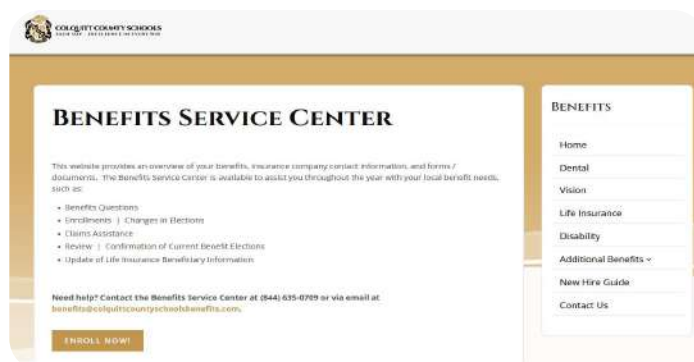 COLQUITT COUNTY SCHOOLS
BENEFITS SERVICE CENTER
This website provides an overview of your benefits, insurance company contact information, and forms /
documents. The Benefits Service Center is available to assist you throughout the year with your local benefit needs,
such as:
• Benefits Questions
• Enrollments | Changes in Elections
• Claims Assistance
• Review | Confirmation of Current Benefit Elections
• Update of Life Insurance Beneficiary Information
Need help? Contact the Benefits Service Center at (844) 635-0709 or via email at
benefits@colquittcountyschoolsbenefits.com.
ENROLL NOW!
BENEFITS
Home
Dental
Vision
Life Insurance
Disability
Additional Benefits
New Hire Guide
Contact Us